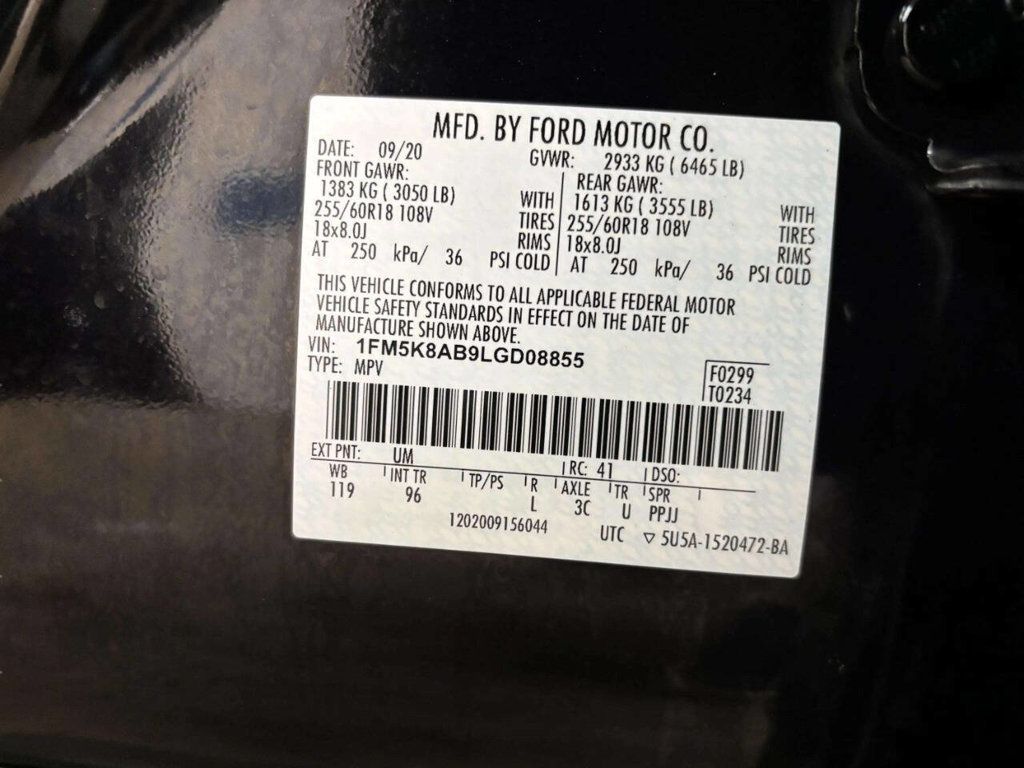 MFD. BY FORD MOTOR CO.
DATE: 09/20 GVWR: 2933 KG ( 6465 LB)
FRONT GAWR: REAR GAWR:
1383 KG ( 3050 LB) WITH 1613 KG ( 3555 LB) WITH
255/60R18 108V TIRES 255/60R18 108V TIRES
18x8.0J RIMS 18x8.0J RIMS
AT 250 kPa/ 36 PSI COLD AT 250 kPa/ 36 PSI COLD
THIS VEHICLE CONFORMS TO ALL APPLICABLE FEDERAL MOTOR
VEHICLE SAFETY STANDARDS IN EFFECT ON THE DATE OF
MANUFACTURE SHOWN ABOVE.
VIN: 1FM5K8AB9LGD08855
TYPE: MPV F0299
T0234
EXT PNT: UM RC: 41 DSO:
WB INT TR TP/PS R AXLE TR SPR
119 96 L 3C U PPJJ
1202009156044 UTC ▽ 5U5A-1520472-BA